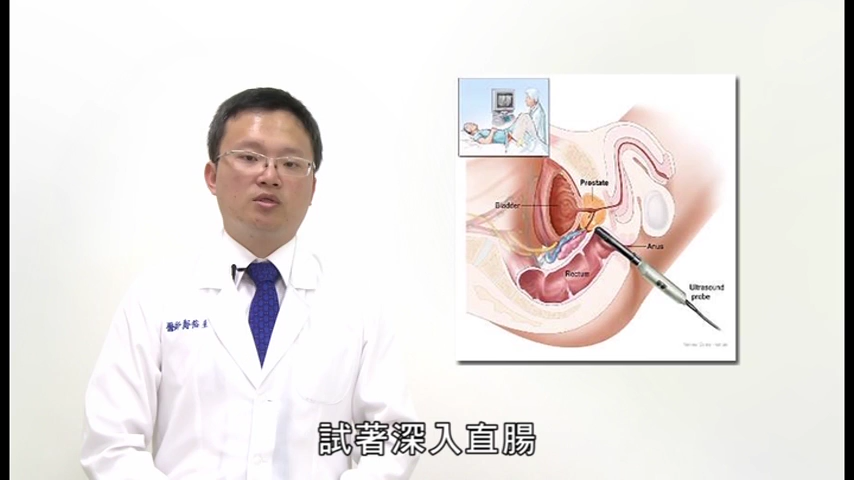 Prostate
Bladder
Anus
Rectum
Ultrasound
probe
試著深入直腸